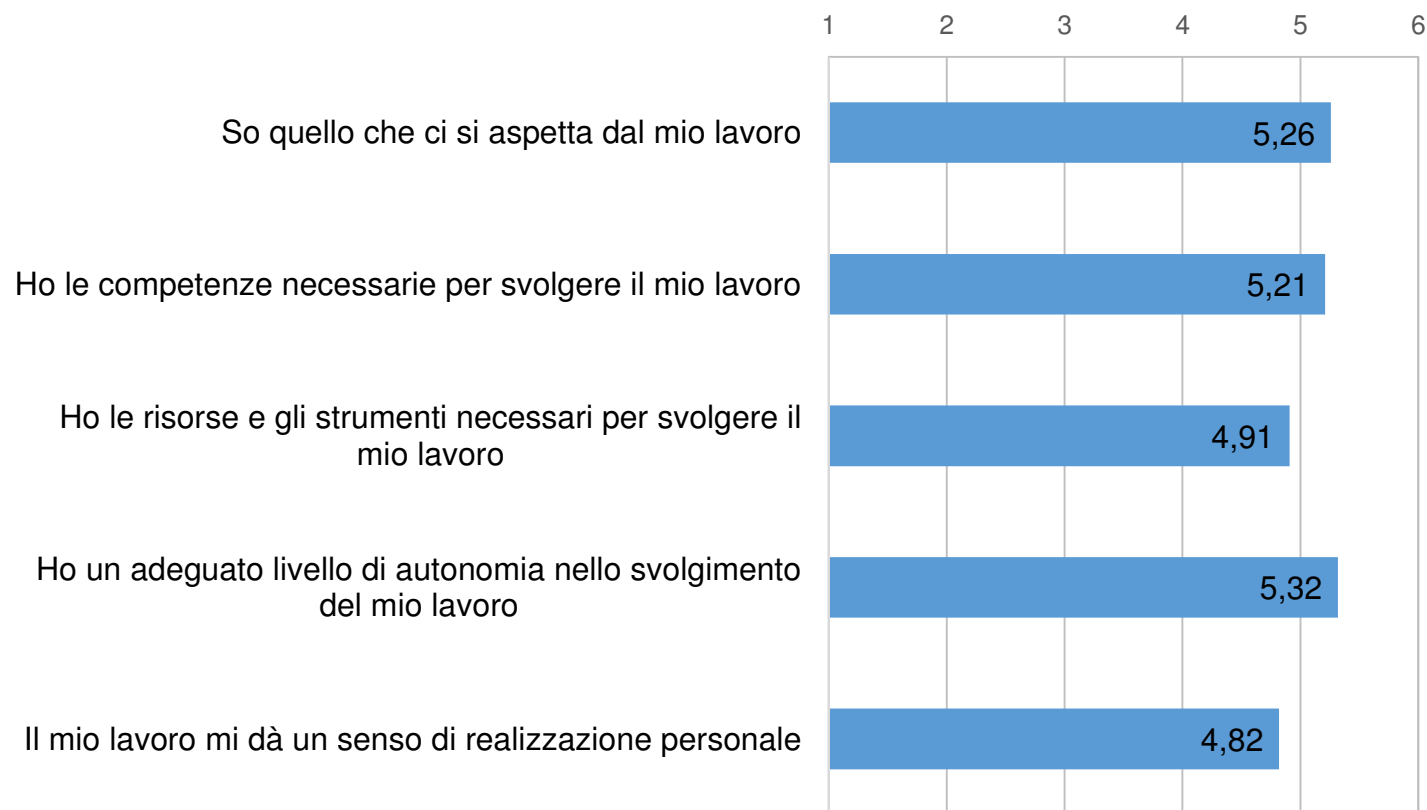 1 2 3 4 5 6
So quello che ci si aspetta dal mio lavoro
5,26
Ho le competenze necessarie per svolgere il mio lavoro
5,21
Ho le risorse e gli strumenti necessari per svolgere il
mio lavoro
4,91
Ho un adeguato livello di autonomia nello svolgimento
del mio lavoro
5,32
Il mio lavoro mi dà un senso di realizzazione personale
4,82